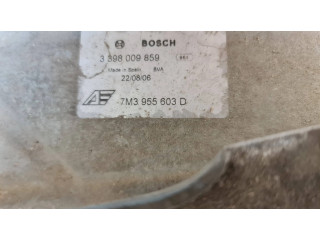 BOSCH
3 398 009 859
Made in Spain
22/08/06
7M3 955 603 D